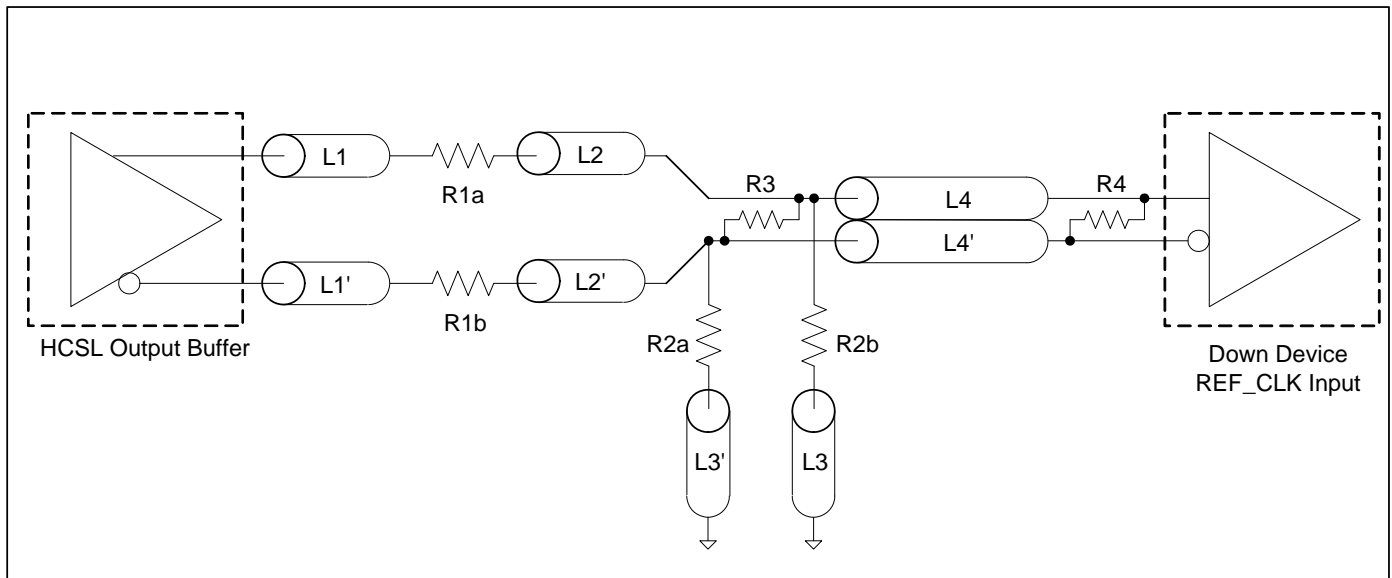 L1
R1a
L2
R3
L4
R4
L4'
L1'
R1b
L2'
HCSL Output Buffer
R2a
R2b
Down Device
REF_CLK Input
L3'
L3